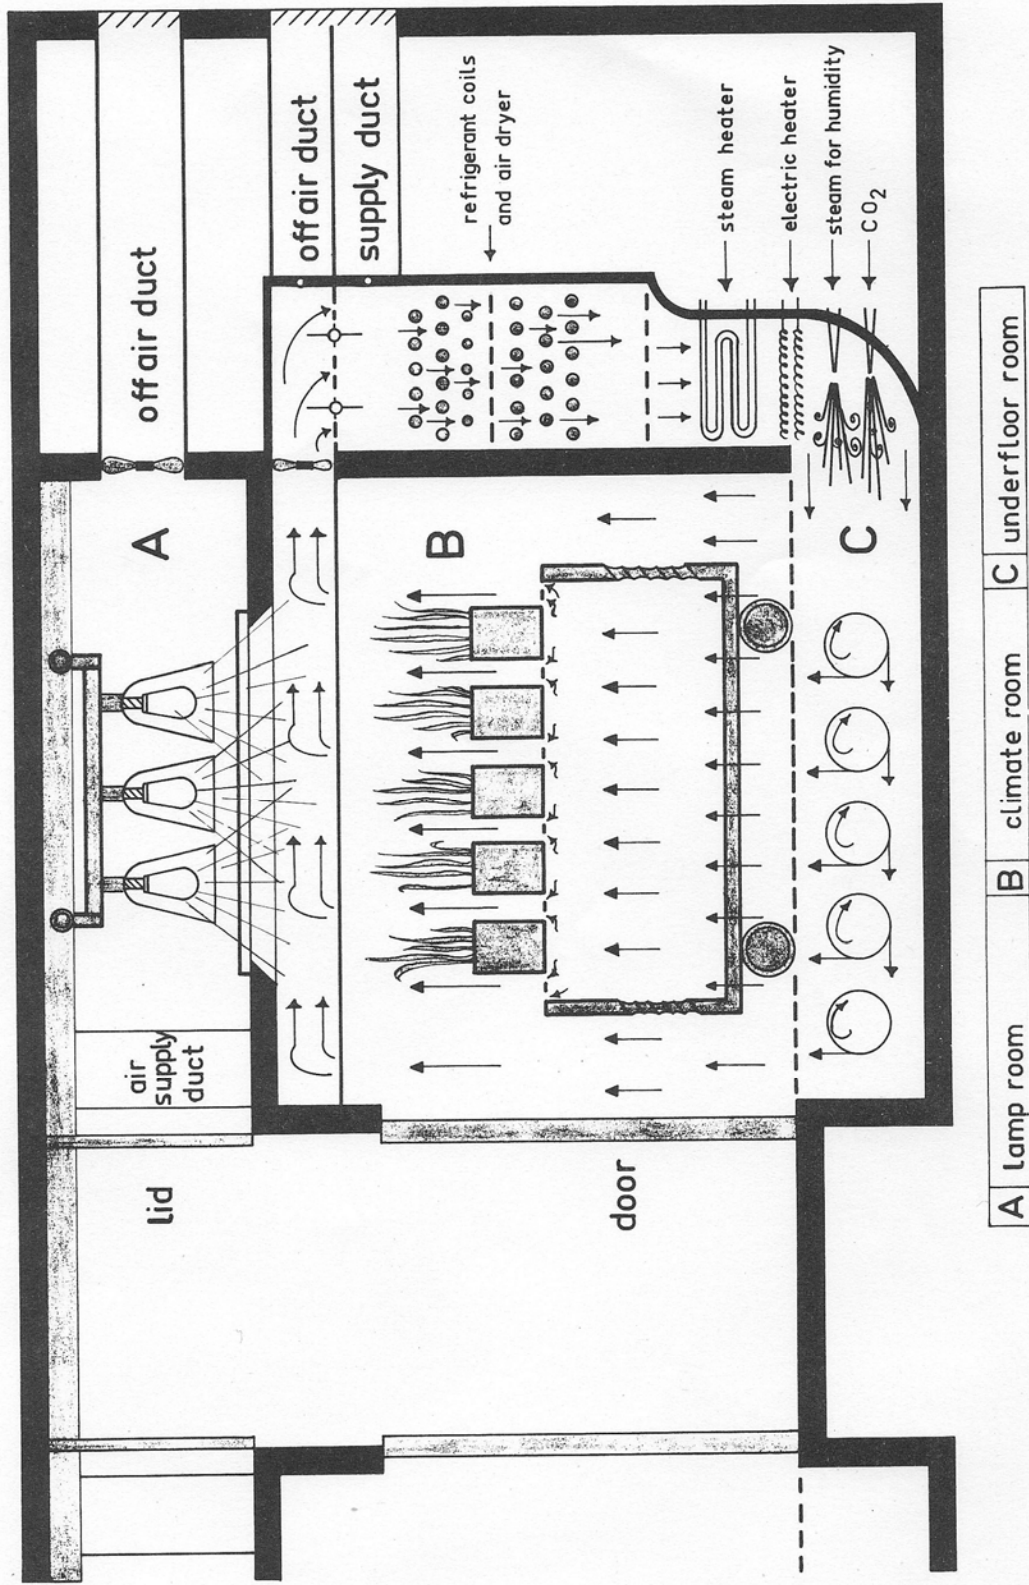 off air duct
off air duct
supply duct
refrigerant coils
and air dryer
steam heater
electric heater
steam for humidity
CO2
A
B
C
air
supply
duct
lid
door
A lamp room
B climate room
C underfloor room